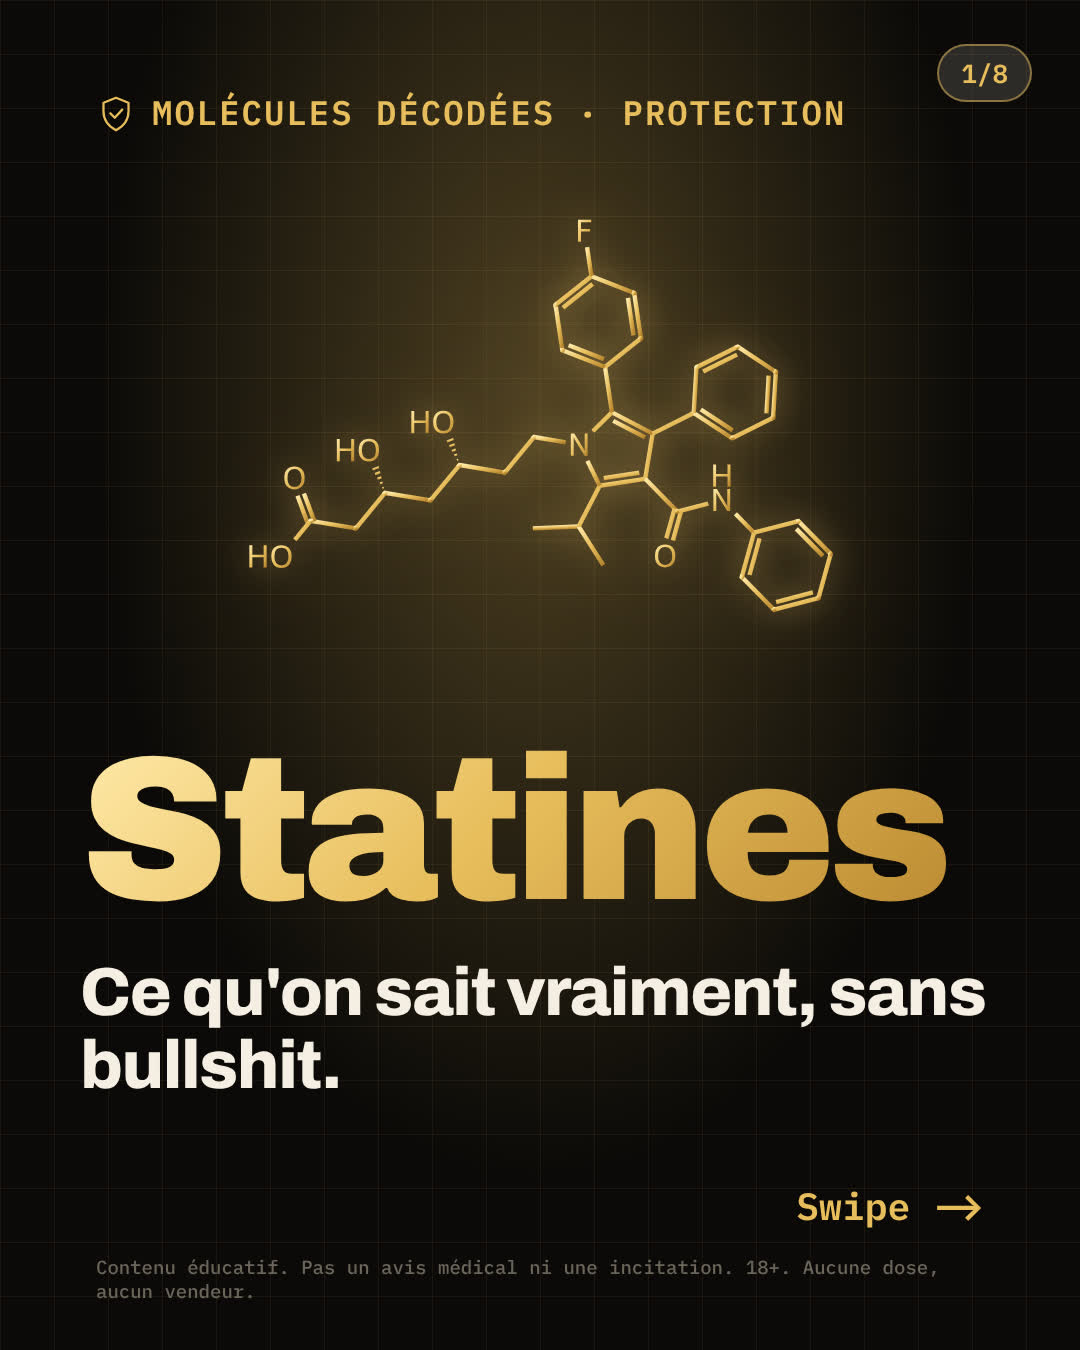 1/8
MOLÉCULES DÉCODÉES · PROTECTION
F
HO
HO
O
HO
N
H
N
O
Statines
Ce qu'on sait vraiment, sans
bullshit.
Swipe →
Contenu éducatif. Pas un avis médical ni une incitation. 18+. Aucune dose,
aucun vendeur.